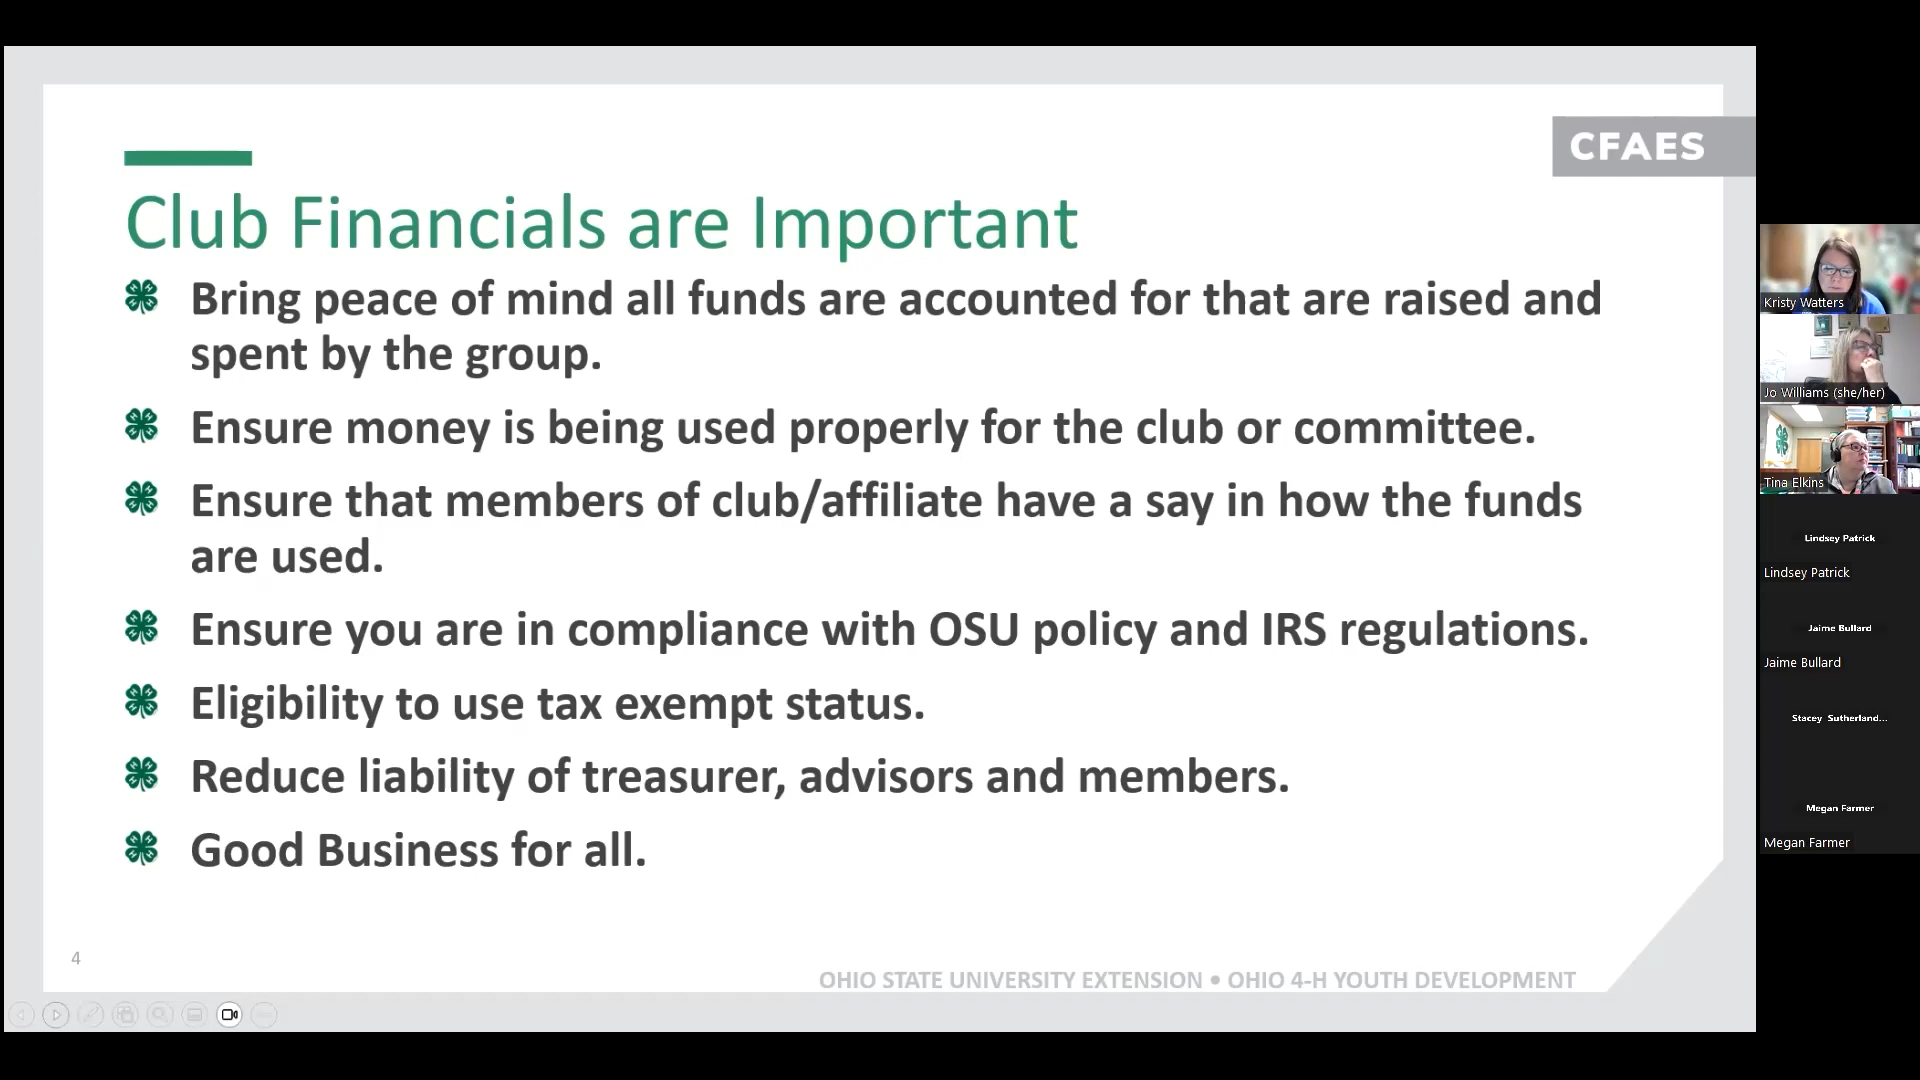 CFAES
Club Financials are Important
Bring peace of mind all funds are accounted for that are raised and
spent by the group.
Ensure money is being used properly for the club or committee.
Ensure that members of club/affiliate have a say in how the funds
are used.
Ensure you are in compliance with OSU policy and IRS regulations.
Eligibility to use tax exempt status.
Reduce liability of treasurer, advisors and members.
Good Business for all.
4
OHIO STATE UNIVERSITY EXTENSION • OHIO 4-H YOUTH DEVELOPMENT
Kristy Watters
Jo Williams (she/her)
Tina Elkins
Lindsey Patrick
Lindsey Patrick
Jaime Bullard
Jaime Bullard
Stacey Sutherland...
Megan Farmer
Megan Farmer